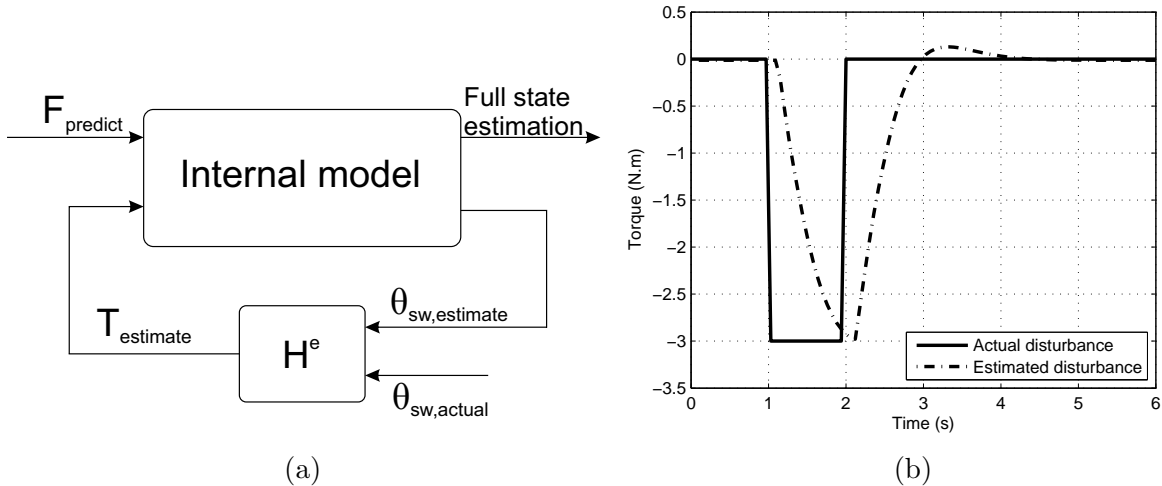 F_predict
Full state
estimation
Internal model
T_estimate
H^e
θ_sw,estimate
θ_sw,actual
(a)
0.5
0
−0.5
−1
−1.5
−2
−2.5
−3
−3.5
Torque (N.m)
Actual disturbance
Estimated disturbance
0 1 2 3 4 5 6
Time (s)
(b)